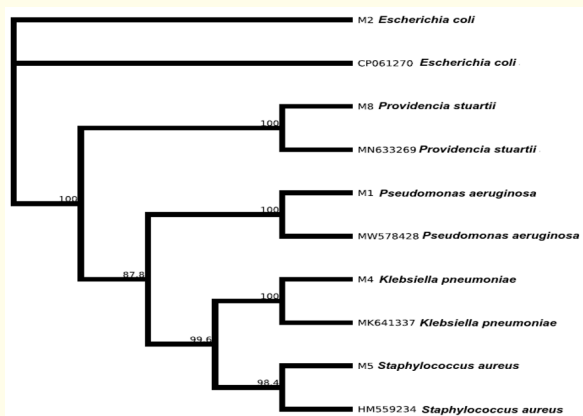 M2 Escherichia coli
CP061270 Escherichia coli
M8 Providencia stuartii
100
MN633269 Providencia stuartii
M1 Pseudomonas aeruginosa
100
100
MW578428 Pseudomonas aeruginosa
87.8
M4 Klebsiella pneumoniae
100
MK641337 Klebsiella pneumoniae
99.6
M5 Staphylococcus aureus
98.4
HM559234 Staphylococcus aureus